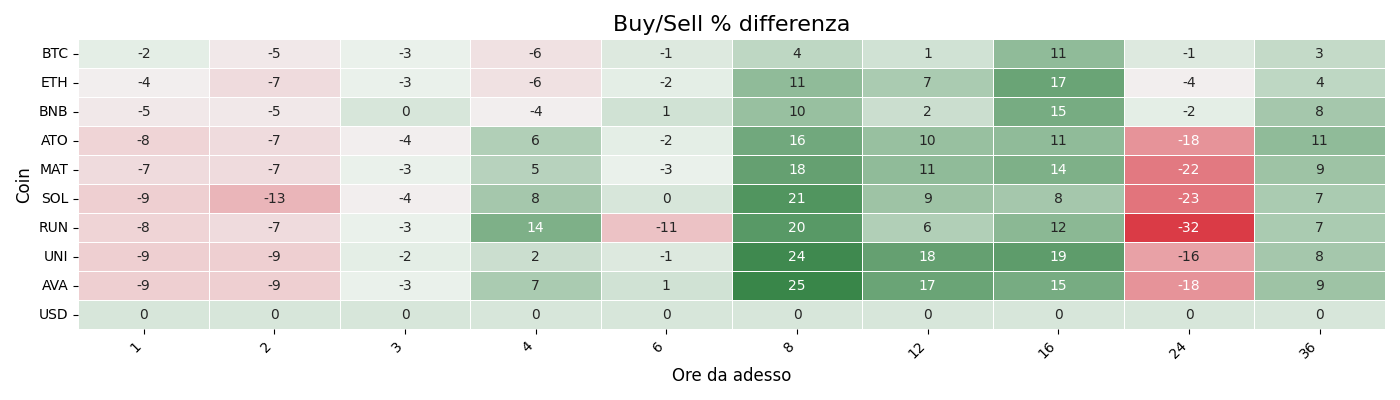 Buy/Sell % differenza
Coin
BTC -2 -5 -3 -6 -1 4 1 11 -1 3
ETH -4 -7 -3 -6 -2 11 7 17 -4 4
BNB -5 -5 0 -4 1 10 2 15 -2 8
ATO -8 -7 -4 6 -2 16 10 11 -18 11
MAT -7 -7 -3 5 -3 18 11 14 -22 9
SOL -9 -13 -4 8 0 21 9 8 -23 7
RUN -8 -7 -3 14 -11 20 6 12 -32 7
UNI -9 -9 -2 2 -1 24 18 19 -16 8
AVA -9 -9 -3 7 1 25 17 15 -18 9
USD 0 0 0 0 0 0 0 0 0 0
1 2 3 4 6 8 12 16 24 36
Ore da adesso